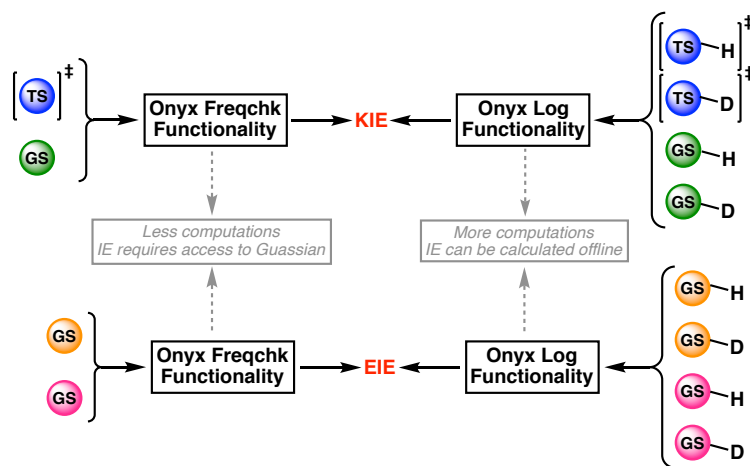 TS ‡
GS
Onyx Freqchk
Functionality
KIE
Onyx Log
Functionality
TS H ‡
TS D ‡
GS H
GS D
Less computations
IE requires access to Guassian
More computations
IE can be calculated offline
GS
GS
Onyx Freqchk
Functionality
EIE
Onyx Log
Functionality
GS H
GS D
GS H
GS D